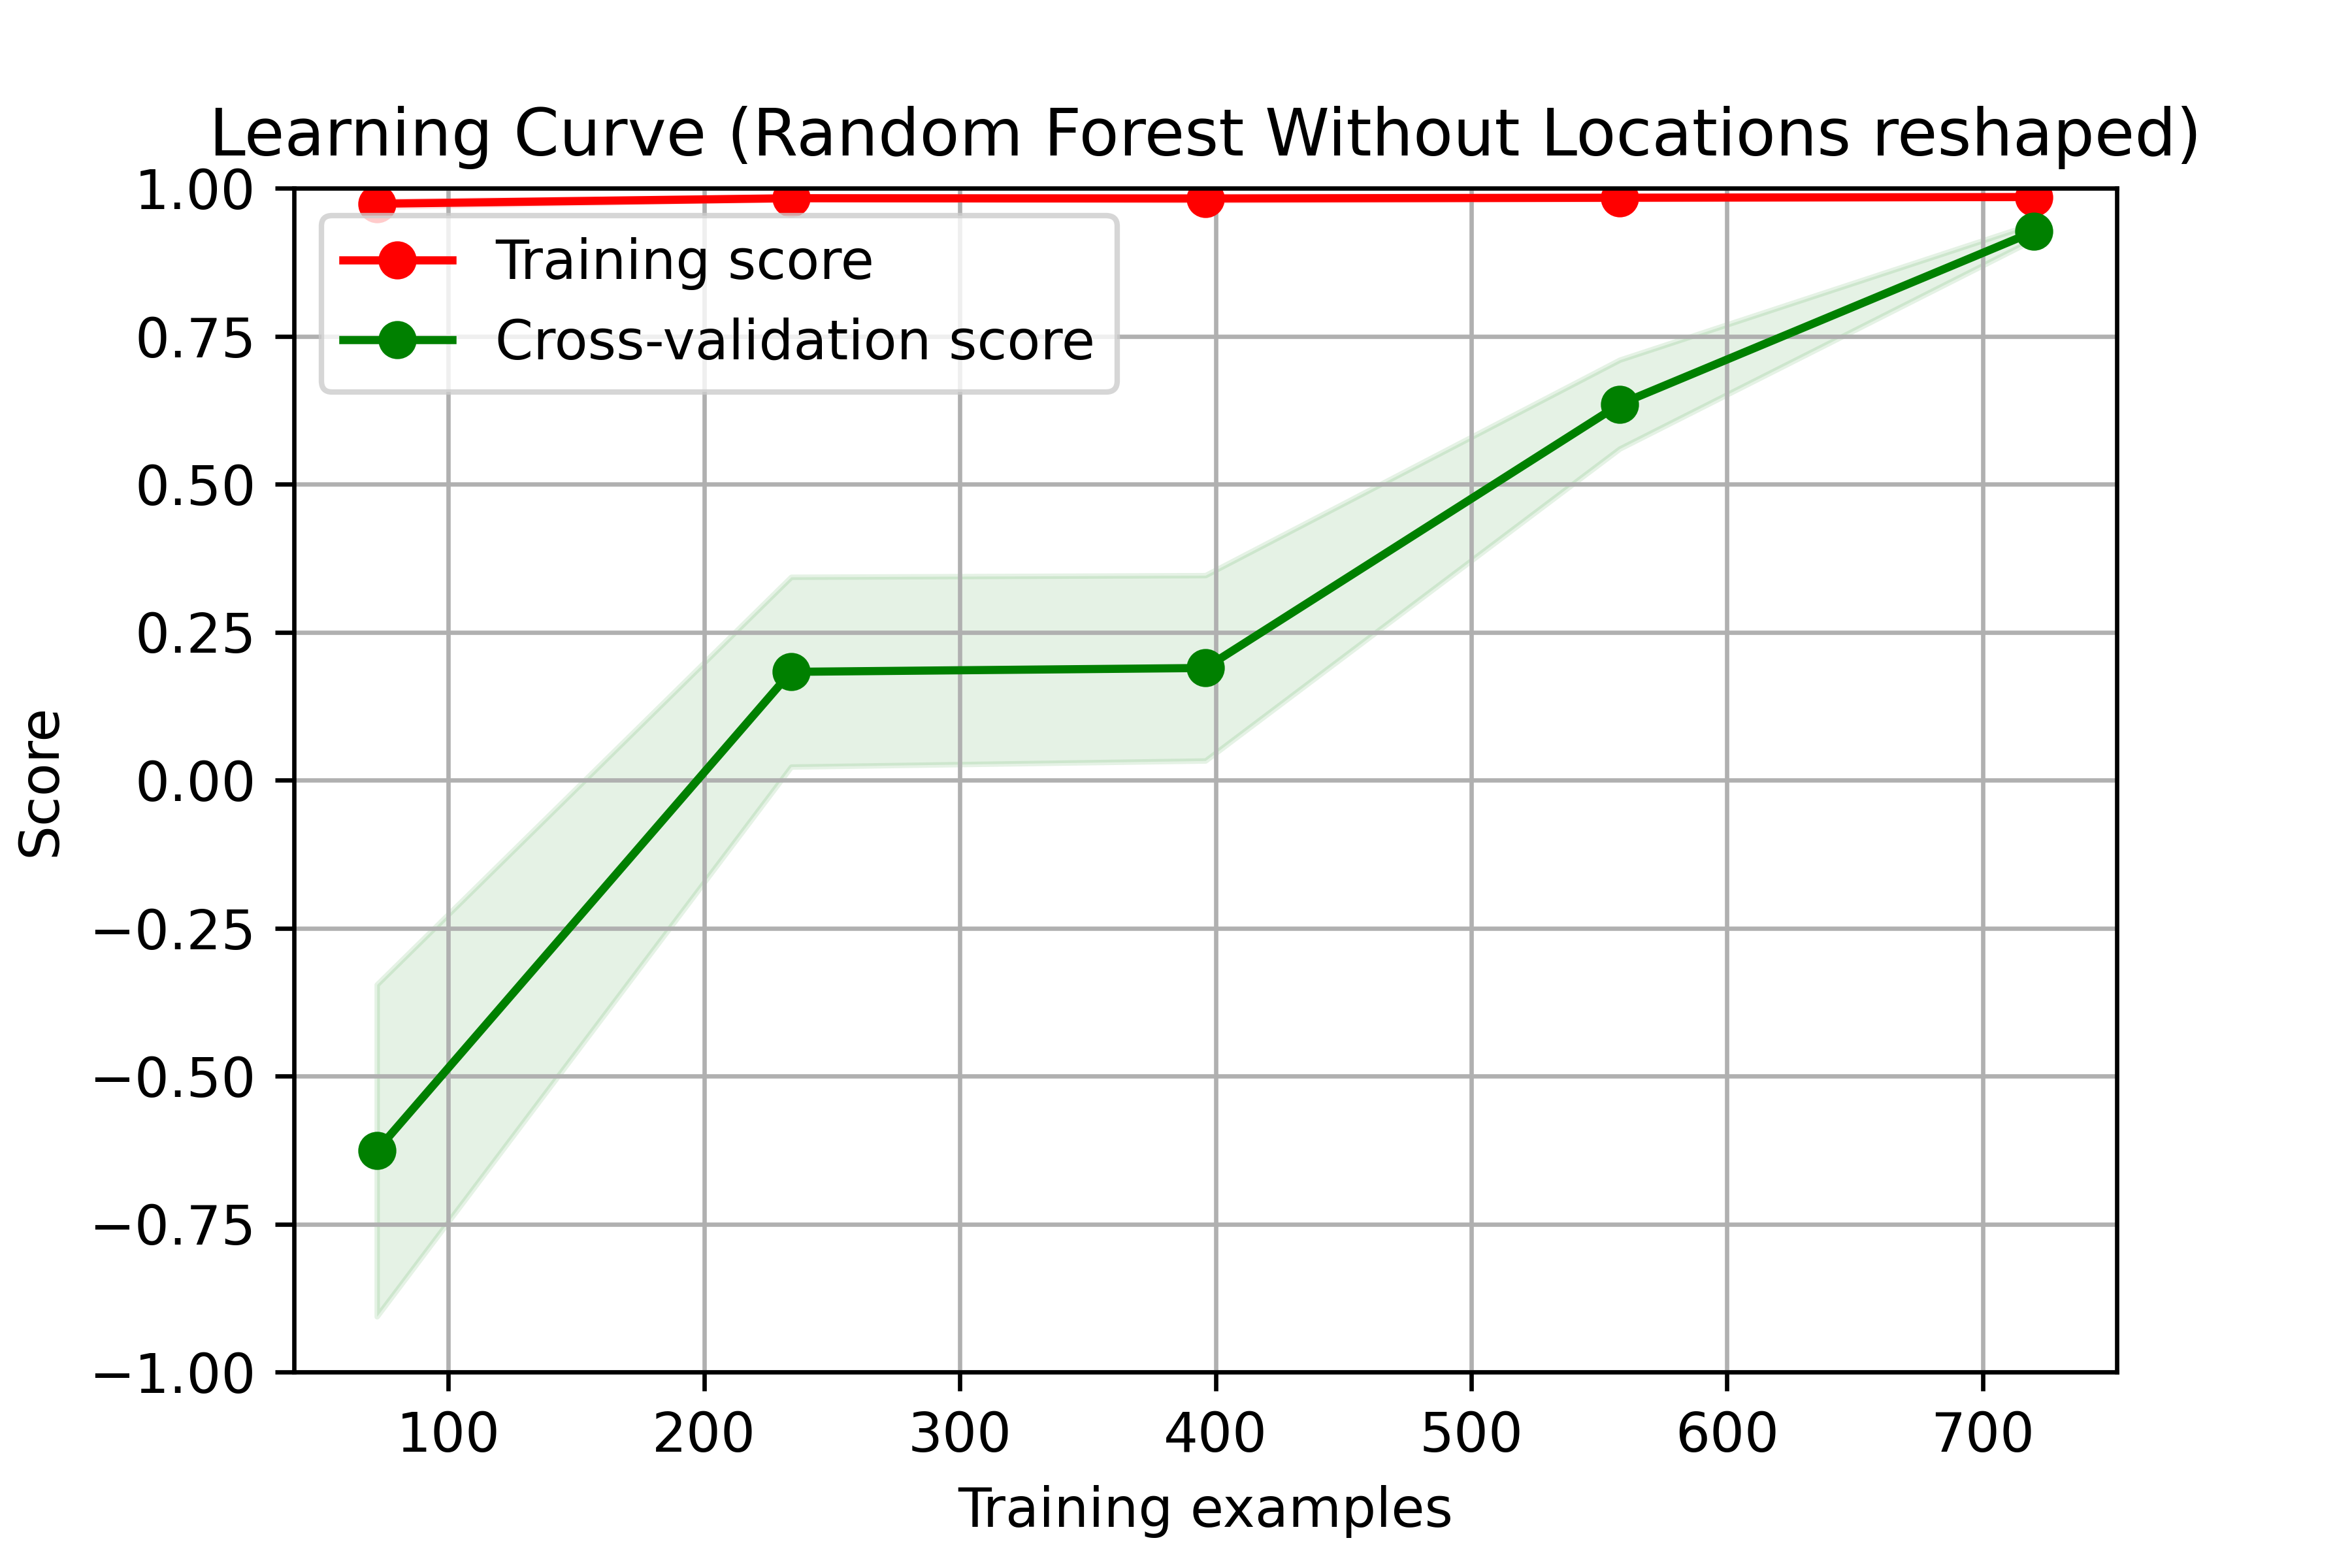 Learning Curve (Random Forest Without Locations reshaped)
1.00
0.75
0.50
0.25
0.00
−0.25
−0.50
−0.75
−1.00
Score
Training score
Cross-validation score
100 200 300 400 500 600 700
Training examples